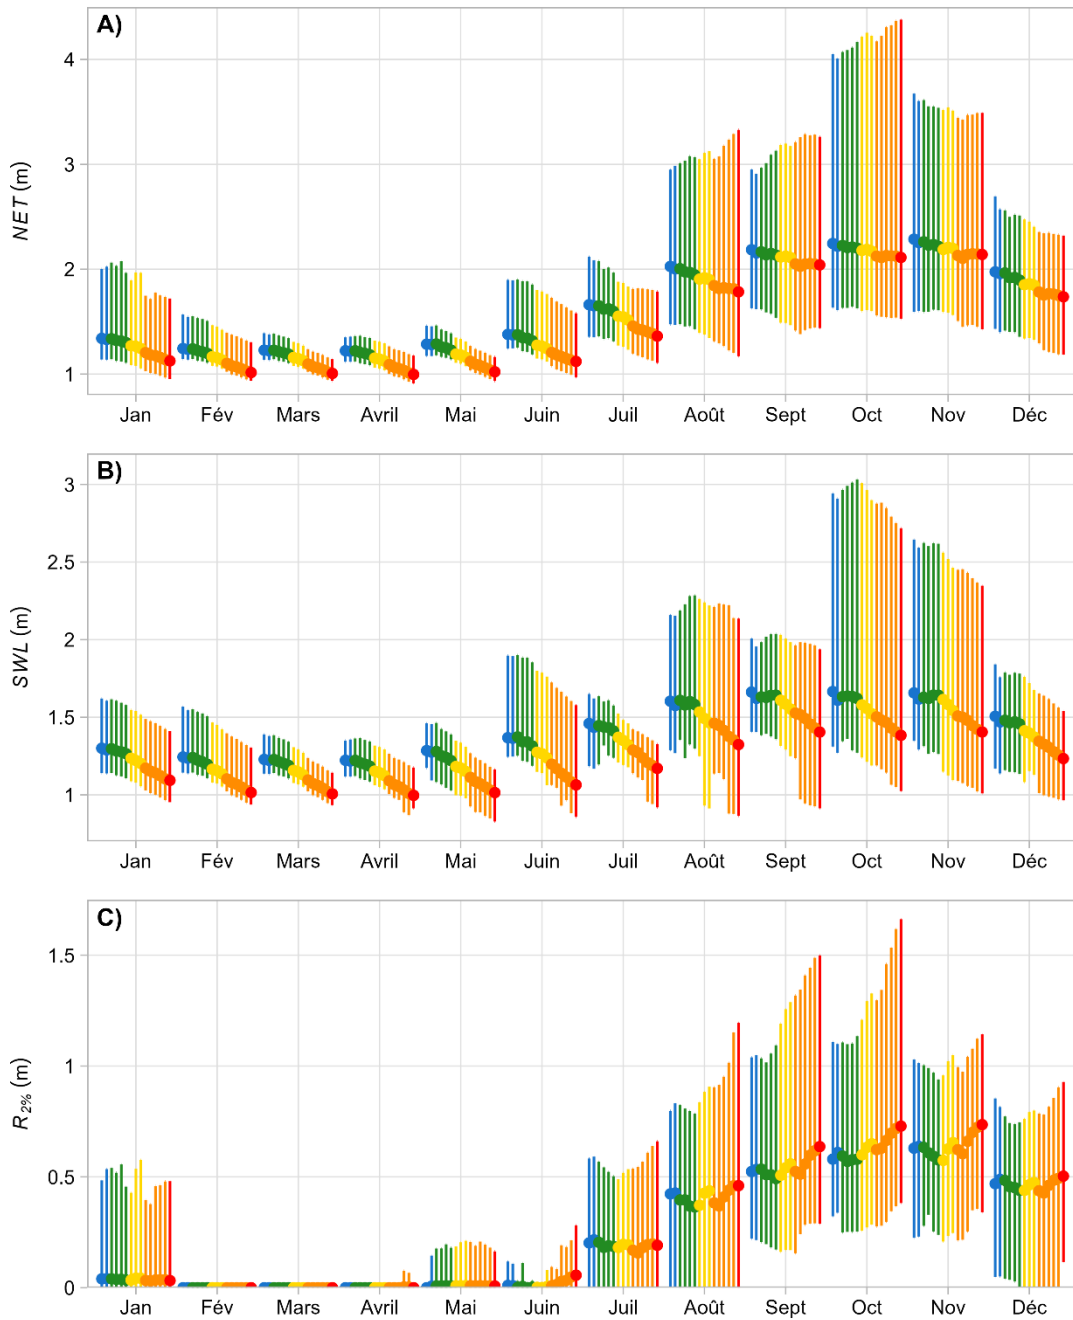 A)
4
3
2
1
NET (m)
Jan Fév Mars Avril Mai Juin Juil Août Sept Oct Nov Déc
B)
3
2.5
2
1.5
1
SWL (m)
Jan Fév Mars Avril Mai Juin Juil Août Sept Oct Nov Déc
C)
1.5
1
0.5
0
R2% (m)
Jan Fév Mars Avril Mai Juin Juil Août Sept Oct Nov Déc